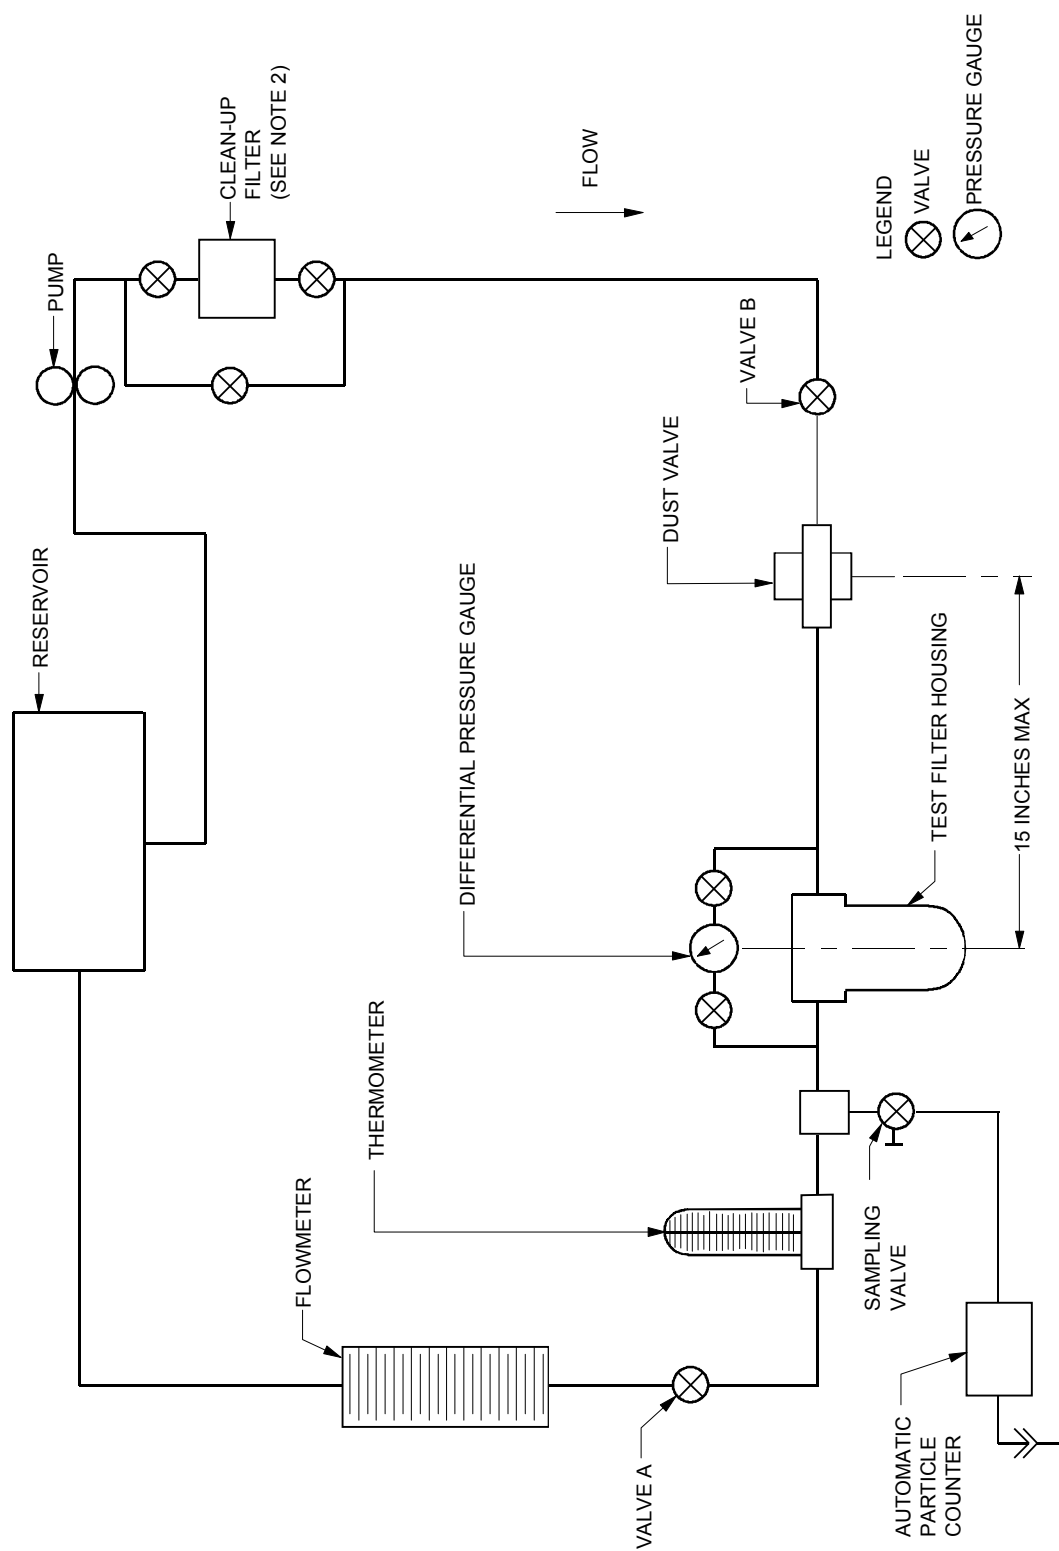 RESERVOIR
PUMP
CLEAN-UP
FILTER
(SEE NOTE 2)
FLOW
FLOWMETER
THERMOMETER
DIFFERENTIAL PRESSURE GAUGE
DUST VALVE
VALVE B
VALVE A
SAMPLING
VALVE
AUTOMATIC
PARTICLE
COUNTER
TEST FILTER HOUSING
15 INCHES MAX
LEGEND
VALVE
PRESSURE GAUGE